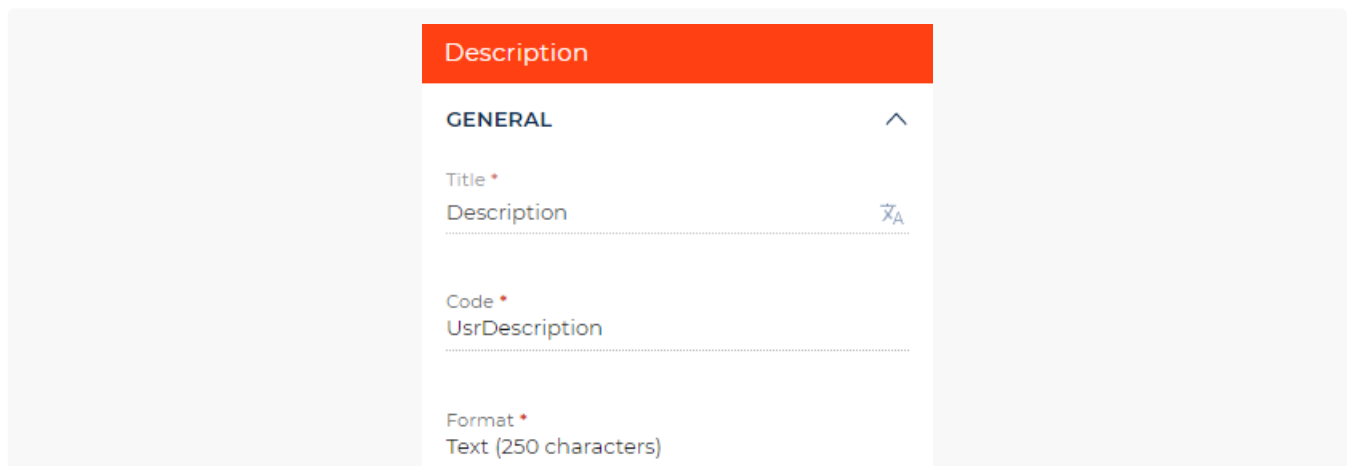 Description
GENERAL
Title *
Description
Code *
UsrDescription
Format *
Text (250 characters)